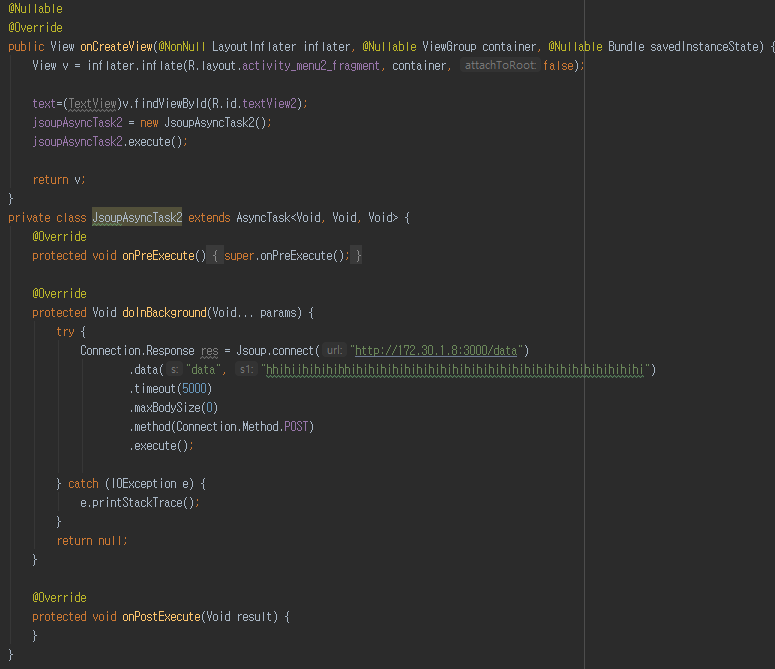 @Nullable
@Override
public View onCreateView(@NonNull LayoutInflater inflater, @Nullable ViewGroup container, @Nullable Bundle savedInstanceState) {
View v = inflater.inflate(R.layout.activity_menu2_fragment, container, attachToRoot: false);
text=(TextView)v.findViewById(R.id.textView2);
jsoupAsyncTask2 = new JsoupAsyncTask2();
jsoupAsyncTask2.execute();
return v;
}
private class JsoupAsyncTask2 extends AsyncTask<Void, Void, Void> {
@Override
protected void onPreExecute() { super.onPreExecute(); }
@Override
protected Void doInBackground(Void... params) {
try {
Connection.Response res = Jsoup.connect( url: "http://172.30.1.8:3000/data")
.data( s: "data", s1: "hhihiihihihihhihihihihihihihihihihihihihihihihihihihihihihihihi")
.timeout(5000)
.maxBodySize(0)
.method(Connection.Method.POST)
.execute();
} catch (IOException e) {
e.printStackTrace();
}
return null;
}
@Override
protected void onPostExecute(Void result) {
}
}